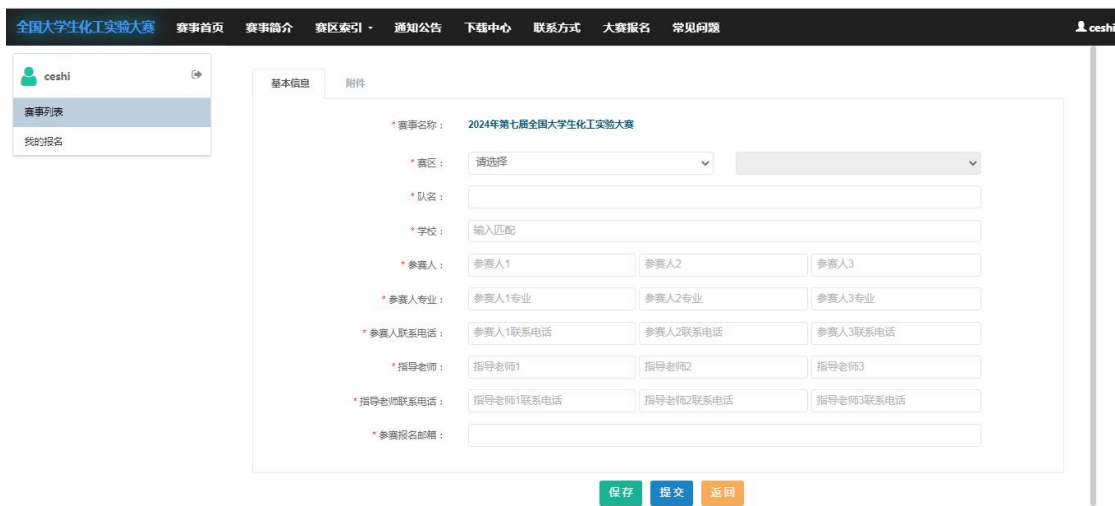 全国大学生化工实验大赛 赛事首页 赛事简介 赛区索引 通知公告 下载中心 联系方式 大赛报名 常见问题 ceshi
ceshi
赛事列表
我的报名
基本信息 附件
* 赛事名称： 2024年第七届全国大学生化工实验大赛
* 赛区： 请选择
* 队名：
* 学校： 输入匹配
* 参赛人： 参赛人1 参赛人2 参赛人3
* 参赛人专业： 参赛人1专业 参赛人2专业 参赛人3专业
* 参赛人联系电话： 参赛人1联系电话 参赛人2联系电话 参赛人3联系电话
* 指导老师： 指导老师1 指导老师2 指导老师3
* 指导老师联系电话： 指导老师1联系电话 指导老师2联系电话 指导老师3联系电话
* 参赛报名邮箱：
保存 提交 返回